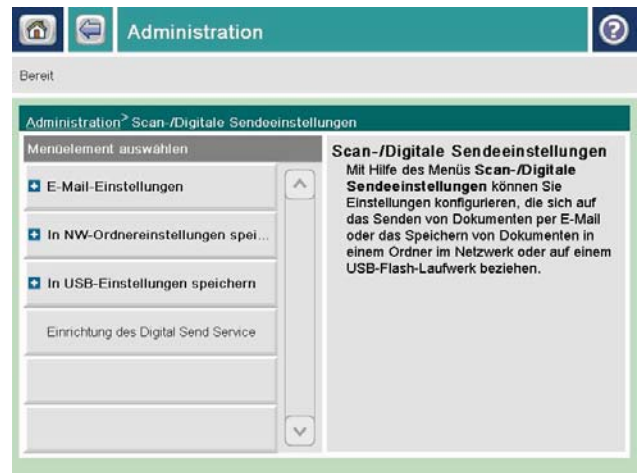 Administration
Bereit
Administration> Scan-/Digitale Sendeeinstellungen
Menüelement auswählen
E-Mail-Einstellungen
In NW-Ordnereinstellungen spei...
In USB-Einstellungen speichern
Einrichtung des Digital Send Service
Scan-/Digitale Sendeeinstellungen
Mit Hilfe des Menüs Scan-/Digitale
Sendeeinstellungen können Sie
Einstellungen konfigurieren, die sich auf
das Senden von Dokumenten per E-Mail
oder das Speichern von Dokumenten in
einem Ordner im Netzwerk oder auf einem
USB-Flash-Laufwerk beziehen.